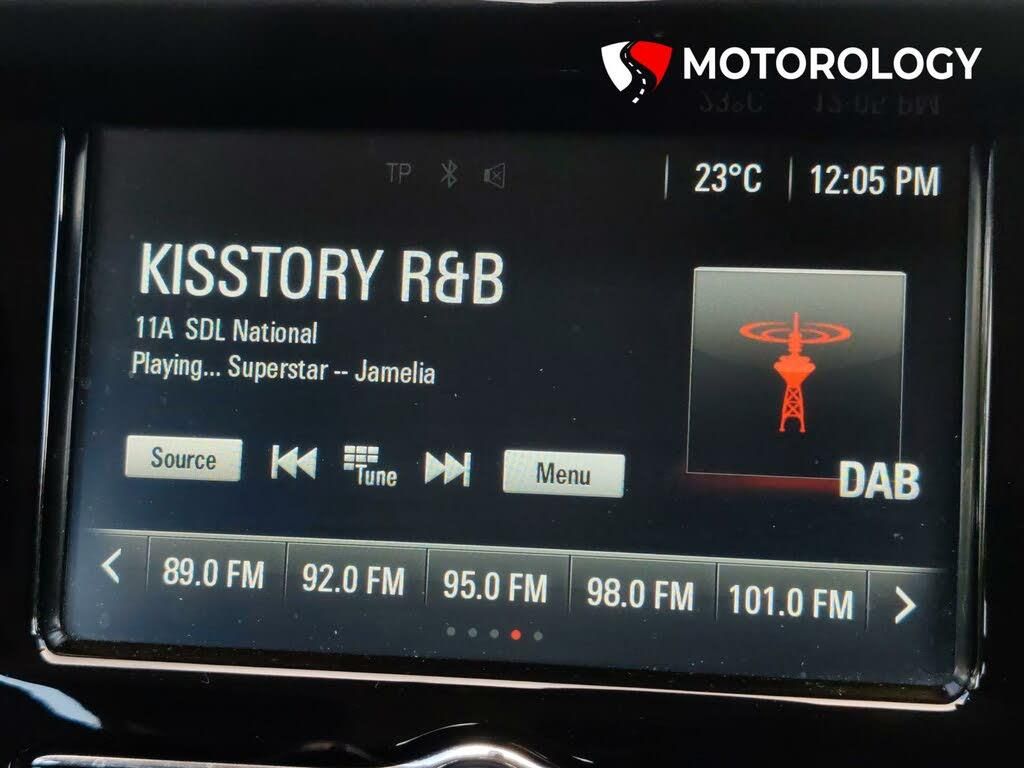 MOTOROLOGY
TP
23°C
12:05 PM
KISSTORY R&B
11A SDL National
Playing... Superstar -- Jamelia
Source
Tune
Menu
DAB
89.0 FM
92.0 FM
95.0 FM
98.0 FM
101.0 FM